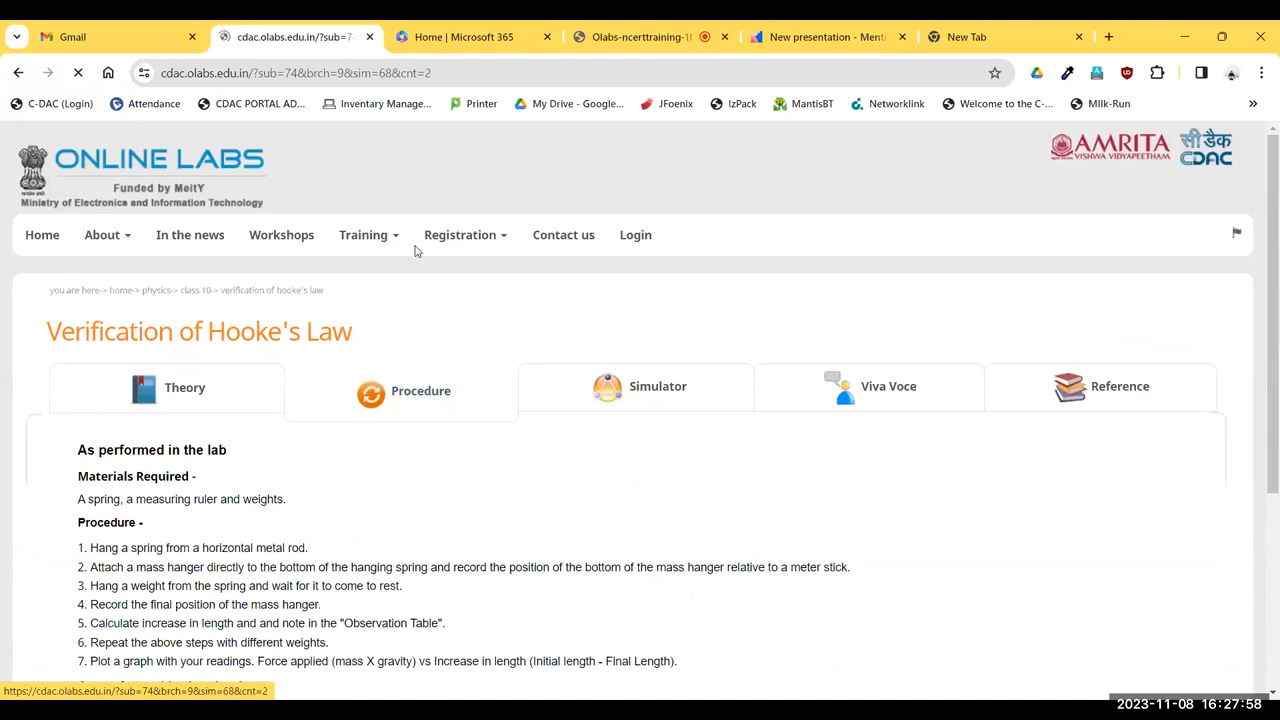 Gmail
cdac.olabs.edu.in/?sub=7
Home | Microsoft 365
Olabs-ncerttraining-1
New presentation - Menti
New Tab
cdac.olabs.edu.in/?sub=74&brch=9&sim=68&cnt=2
C-DAC (Login)
Attendance
CDAC PORTAL AD...
Inventary Manage...
Printer
My Drive - Google...
JFoenix
IzPack
MantisBT
Networklink
Welcome to the C-...
MIlk-Run
ONLINE LABS
Funded by MeitY
Ministry of Electronics and Information Technology
AMRITA
VISHWA VIDYAPEETHAM
सी डैक
CDAC
Home
About
In the news
Workshops
Training
Registration
Contact us
Login
you are here-> home-> physics-> class 10-> verification of hooke's law
Verification of Hooke's Law
Theory
Procedure
Simulator
Viva Voce
Reference
As performed in the lab
Materials Required -
A spring, a measuring ruler and weights.
Procedure -
1. Hang a spring from a horizontal metal rod.
2. Attach a mass hanger directly to the bottom of the hanging spring and record the position of the bottom of the mass hanger relative to a meter stick.
3. Hang a weight from the spring and wait for it to come to rest.
4. Record the final position of the mass hanger.
5. Calculate increase in length and and note in the "Observation Table".
6. Repeat the above steps with different weights.
7. Plot a graph with your readings. Force applied (mass X gravity) vs Increase in length (Initial length - Final Length).
https://cdac.olabs.edu.in/?sub=74&brch=9&sim=68&cnt=2
2023-11-08 16:27:58